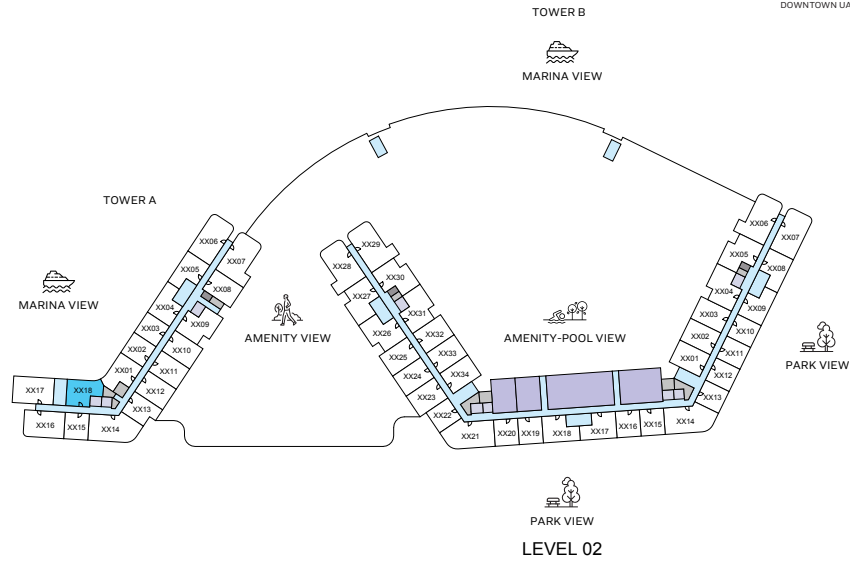 DOWNTOWN UA
TOWER B
MARINA VIEW
TOWER A
MARINA VIEW
AMENITY VIEW
AMENITY-POOL VIEW
PARK VIEW
XX06
XX07
XX05
XX08
XX04
XX09
XX03
XX10
XX02
XX11
XX01
XX12
XX13
XX17
XX18
XX16
XX15
XX14
XX29
XX28
XX30
XX27
XX31
XX26
XX32
XX25
XX33
XX24
XX34
XX23
XX22
XX21
XX20
XX19
XX18
XX17
XX16
XX15
XX14
XX06
XX07
XX05
XX08
XX04
XX09
XX03
XX10
XX02
XX11
XX01
XX12
XX13
PARK VIEW
LEVEL 02